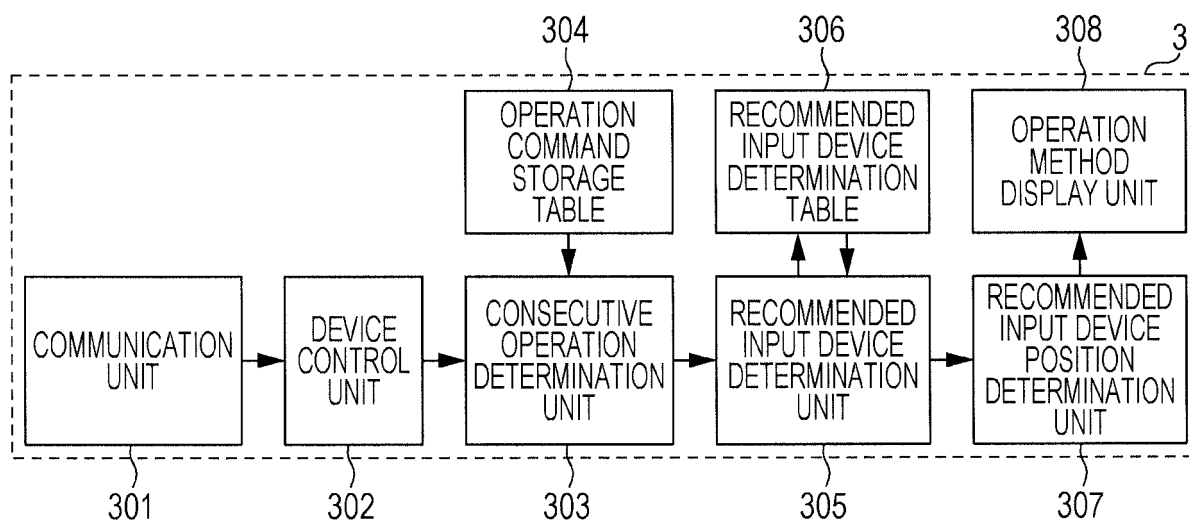 304
306
308
3
OPERATION
COMMAND
STORAGE
TABLE
RECOMMENDED
INPUT DEVICE
DETERMINATION
TABLE
OPERATION
METHOD
DISPLAY UNIT
COMMUNICATION
UNIT
DEVICE
CONTROL
UNIT
CONSECUTIVE
OPERATION
DETERMINATION
UNIT
RECOMMENDED
INPUT DEVICE
DETERMINATION
UNIT
RECOMMENDED
INPUT DEVICE
POSITION
DETERMINATION
UNIT
301
302
303
305
307